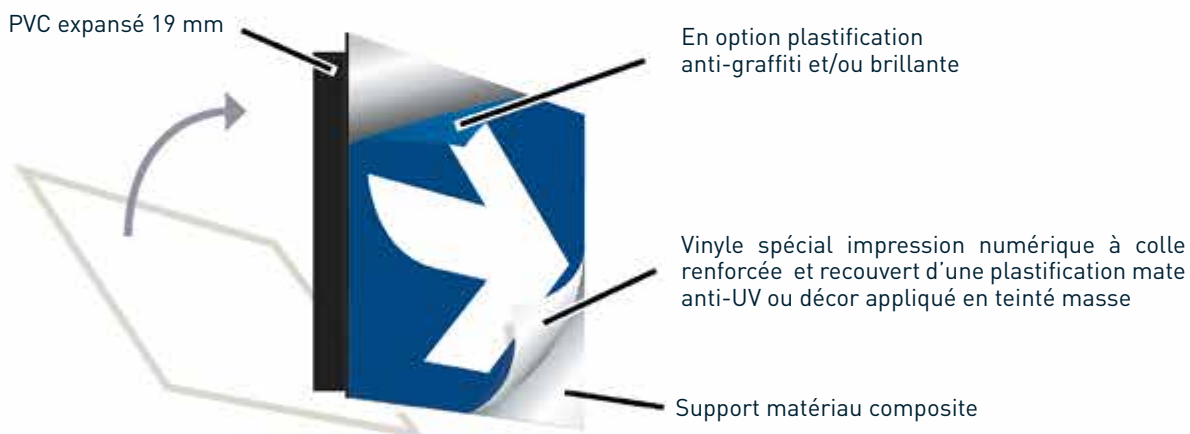 PVC expansé 19 mm
En option plastification
anti-graffiti et/ou brillante
Vinyle spécial impression numérique à colle
renforcée et recouvert d'une plastification mate
anti-UV ou décor appliqué en teinté masse
Support matériau composite